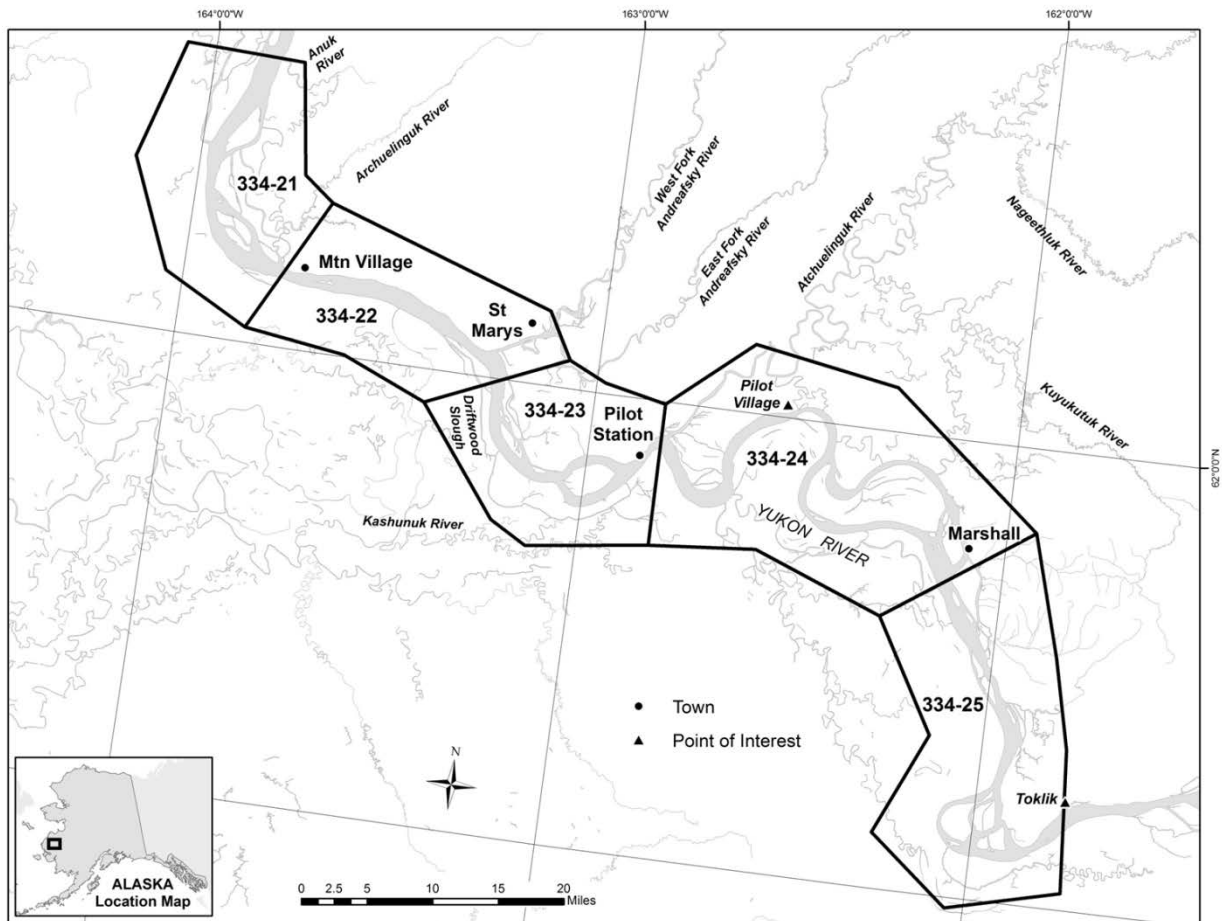 164°0'0"W
163°0'0"W
162°0'0"W
Anuk
River
Archuelinguk River
West Fork
Andreafsky River
East Fork
Andreafsky River
Atchuelinguk River
Nageethluk River
334-21
Mtn Village
334-22
St
Marys
Driftwood
Slough
334-23
Pilot
Station
Pilot
Village
334-24
Kuyukutuk River
62°0'0"N
Kashunuk River
YUKON RIVER
Marshall
334-25
Town
Point of Interest
Toklik
N
ALASKA
Location Map
0 2.5 5 10 15 20
Miles